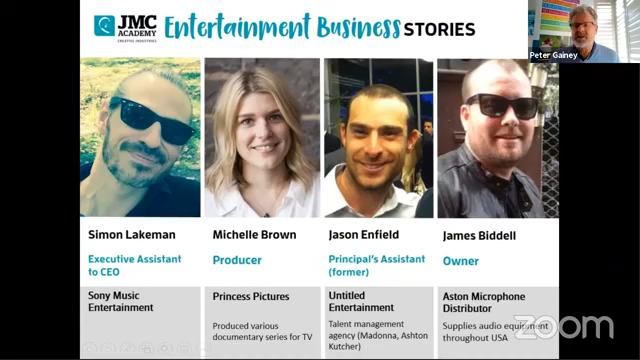 JMC
ACADEMY
CREATIVE INDUSTRIES
Entertainment Business STORIES
Peter Gainey
Simon Lakeman
Executive Assistant
to CEO
Sony Music
Entertainment
Michelle Brown
Producer
Princess Pictures
Produced various
documentary series for TV
Jason Enfield
Principal's Assistant
(former)
Untitled
Entertainment
Talent management
agency (Madonna, Ashton
Kutcher)
James Biddell
Owner
Aston Microphone
Distributor
Supplies audio equipment
throughout USA
zoom